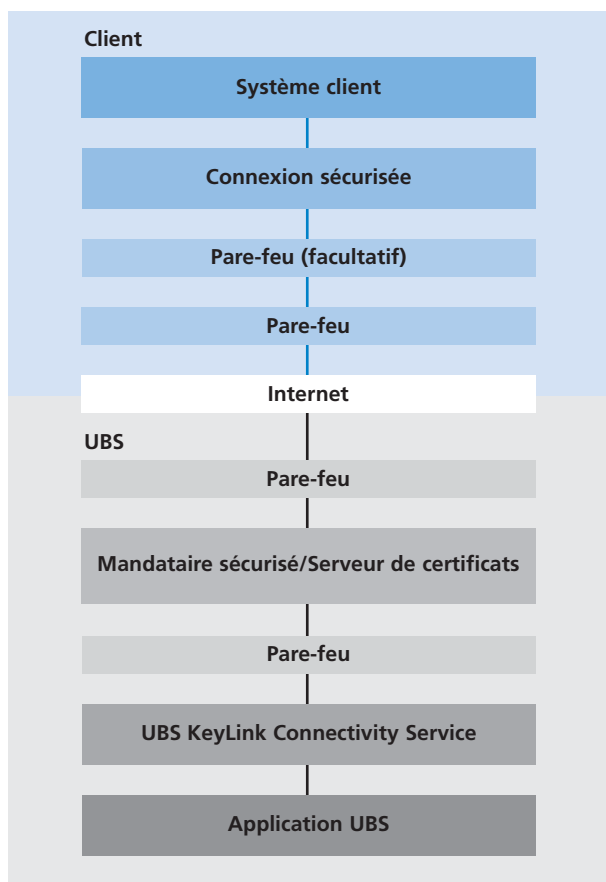 Client
Système client
Connexion sécurisée
Pare-feu (facultatif)
Pare-feu
Internet
UBS
Pare-feu
Mandataire sécurisé/Serveur de certificats
Pare-feu
UBS KeyLink Connectivity Service
Application UBS